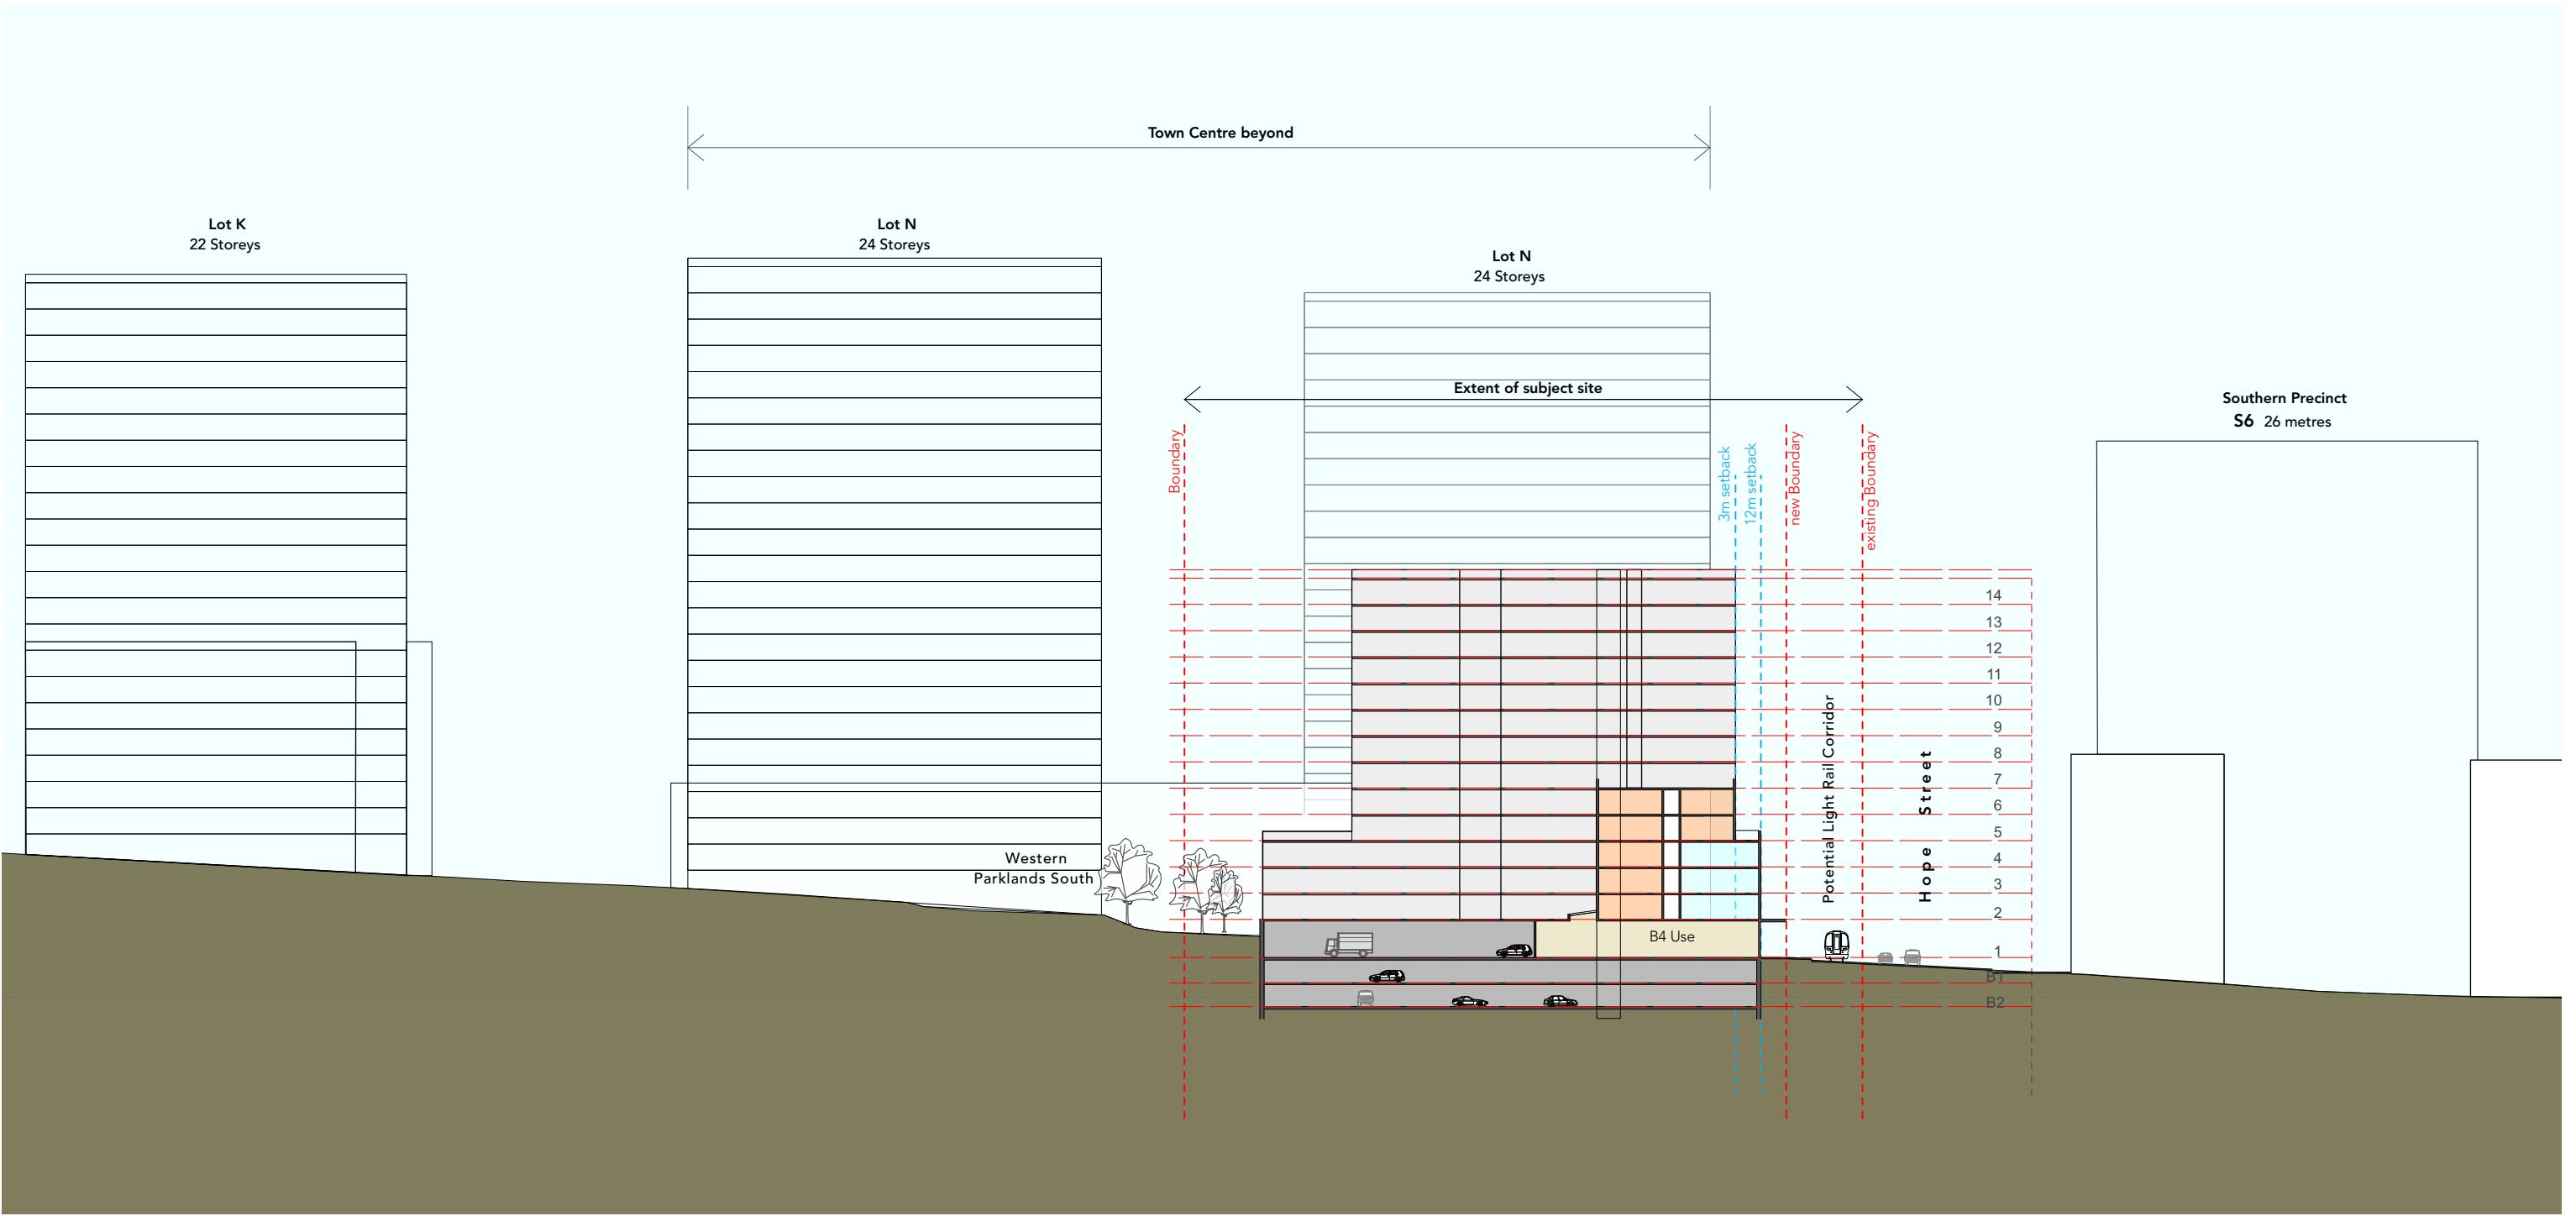 Town Centre beyond
Lot K
22 Storeys
Lot N
24 Storeys
Lot N
24 Storeys
Extent of subject site
Southern Precinct
S6 26 metres
Boundary
3m setback
12m setback
new Boundary
existing Boundary
14
13
12
11
10
9
8
7
6
5
4
3
2
1
B1
B2
Potential Light Rail Corridor
Hope Street
Western
Parklands South
B4 Use